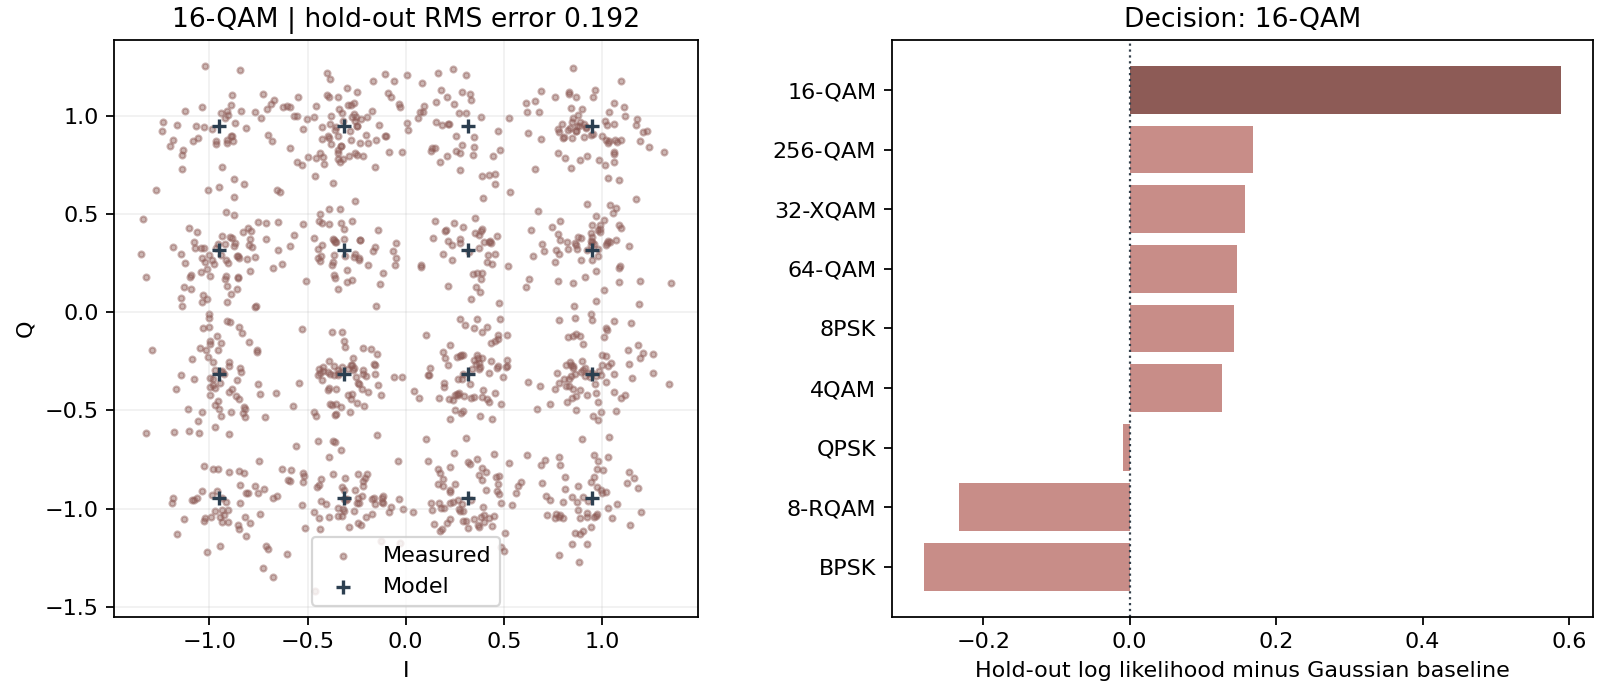 16-QAM | hold-out RMS error 0.192
1.0
0.5
0.0
−0.5
−1.0
−1.5
Q
Measured
Model
−1.0
−0.5
0.0
0.5
1.0
I
Decision: 16-QAM
16-QAM
256-QAM
32-XQAM
64-QAM
8PSK
4QAM
QPSK
8-RQAM
BPSK
−0.2
0.0
0.2
0.4
0.6
Hold-out log likelihood minus Gaussian baseline